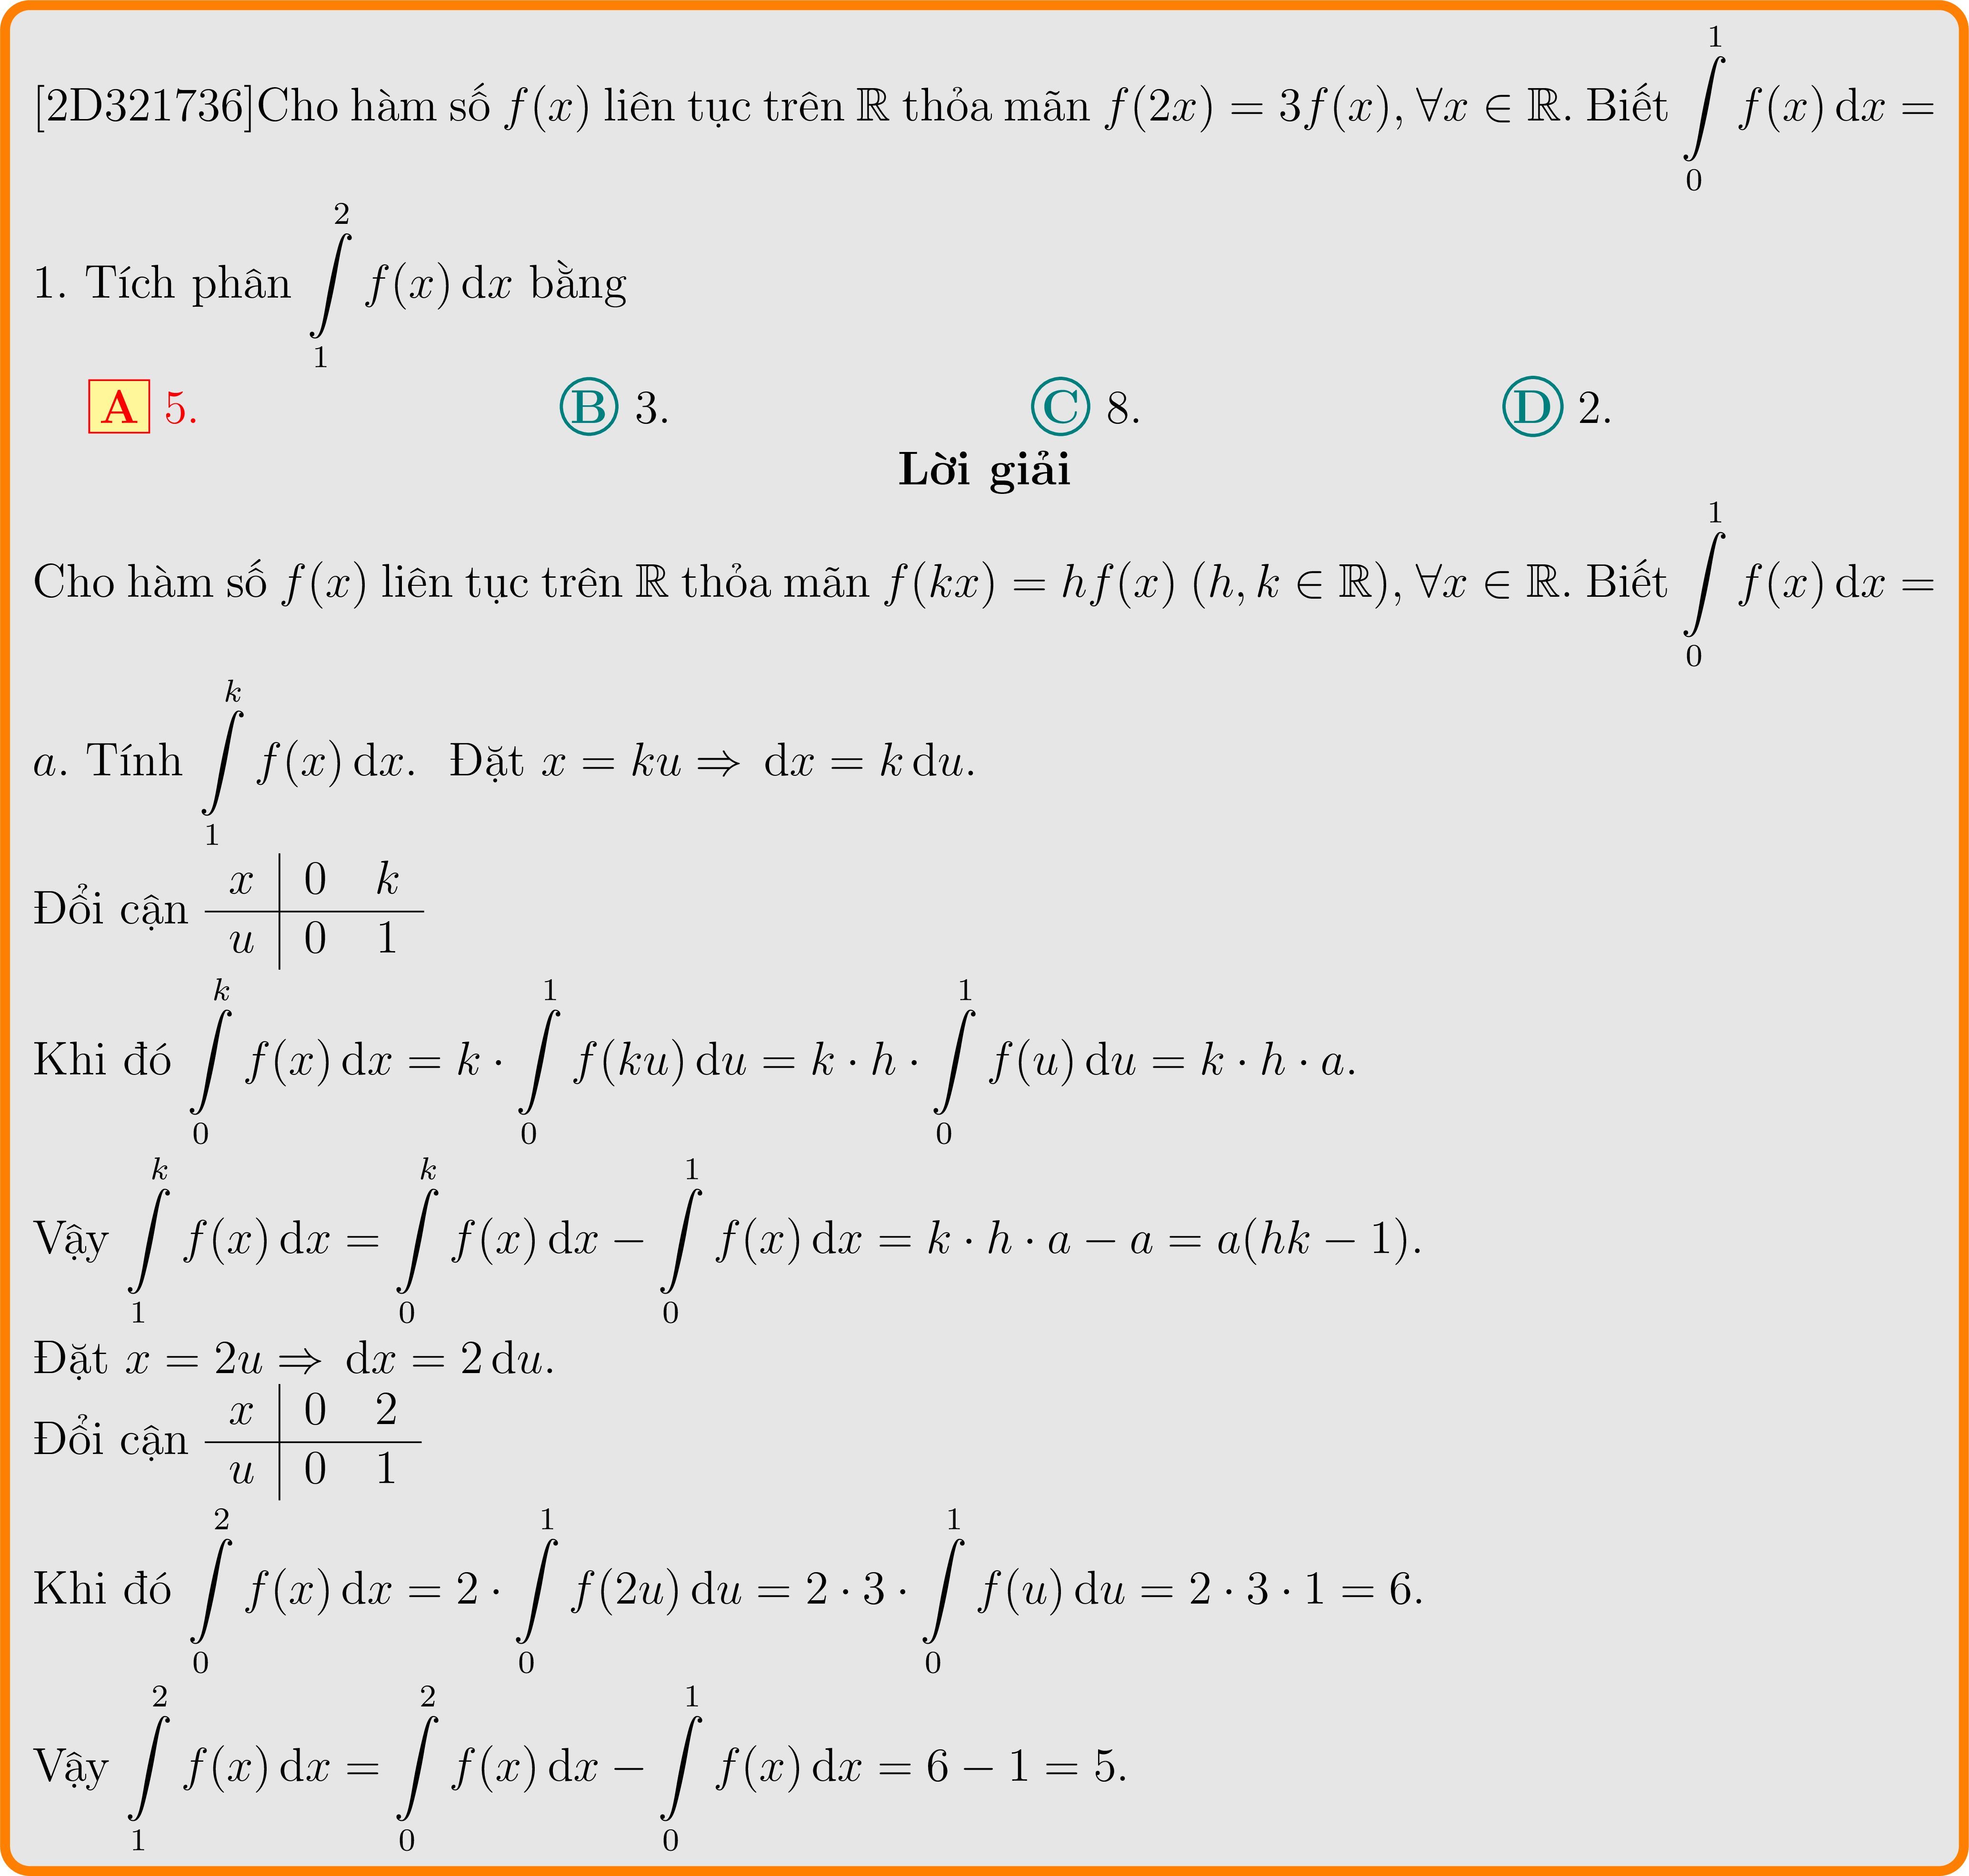 [2D321736]Cho hàm số $f(x)$ liên tục trên $\mathbb{R}$ thỏa mãn $f(2x) = 3f(x), \forall x \in \mathbb{R}$. Biết $\int\limits_0^1 f(x)\,\mathrm{d}x =$
$1$. Tích phân $\int\limits_1^2 f(x)\,\mathrm{d}x$ bằng
A 5. B 3. C 8. D 2.
Lời giải
Cho hàm số $f(x)$ liên tục trên $\mathbb{R}$ thỏa mãn $f(kx) = hf(x)\ (h, k \in \mathbb{R}), \forall x \in \mathbb{R}$. Biết $\int\limits_0^1 f(x)\,\mathrm{d}x =$
$a$. Tính $\int\limits_1^k f(x)\,\mathrm{d}x$. Đặt $x = ku \Rightarrow \mathrm{d}x = k\,\mathrm{d}u$.
Đổi cận
x 0 k
u 0 1
Khi đó $\int\limits_0^k f(x)\,\mathrm{d}x = k \cdot \int\limits_0^1 f(ku)\,\mathrm{d}u = k \cdot h \cdot \int\limits_0^1 f(u)\,\mathrm{d}u = k \cdot h \cdot a$.
Vậy $\int\limits_1^k f(x)\,\mathrm{d}x = \int\limits_0^k f(x)\,\mathrm{d}x - \int\limits_0^1 f(x)\,\mathrm{d}x = k \cdot h \cdot a - a = a(hk - 1)$.
Đặt $x = 2u \Rightarrow \mathrm{d}x = 2\,\mathrm{d}u$.
Đổi cận
x 0 2
u 0 1
Khi đó $\int\limits_0^2 f(x)\,\mathrm{d}x = 2 \cdot \int\limits_0^1 f(2u)\,\mathrm{d}u = 2 \cdot 3 \cdot \int\limits_0^1 f(u)\,\mathrm{d}u = 2 \cdot 3 \cdot 1 = 6$.
Vậy $\int\limits_1^2 f(x)\,\mathrm{d}x = \int\limits_0^2 f(x)\,\mathrm{d}x - \int\limits_0^1 f(x)\,\mathrm{d}x = 6 - 1 = 5$.